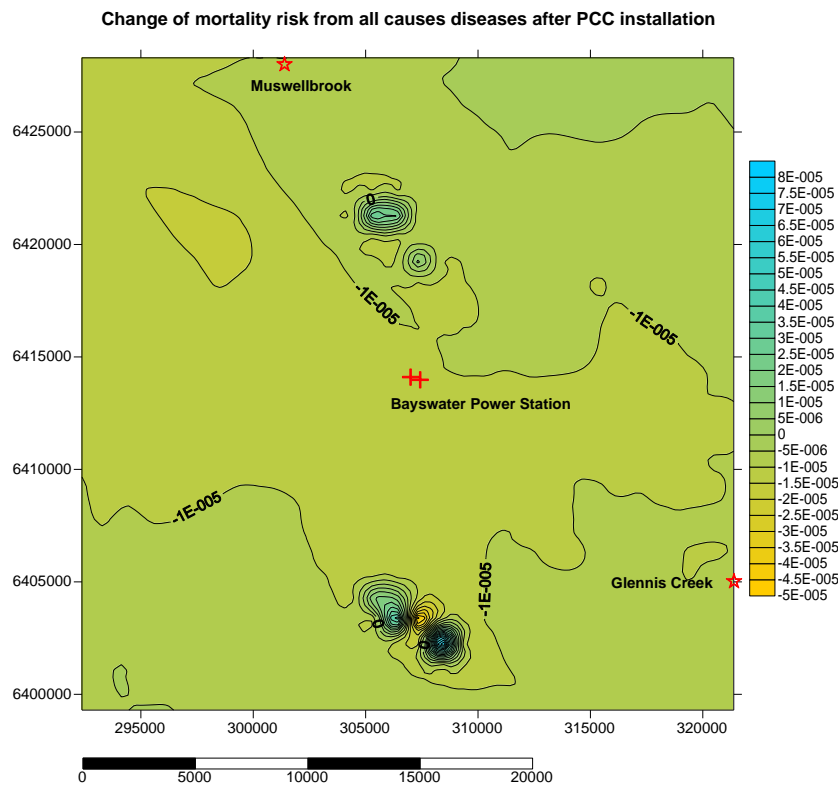 Change of mortality risk from all causes diseases after PCC installation
Muswellbrook
6425000
6420000
6415000
6410000
6405000
6400000
0
-1E-005
-1E-005
Bayswater Power Station
-1E-005
-1E-005
Glennis Creek
0
0
295000 300000 305000 310000 315000 320000
0 5000 10000 15000 20000
8E-005
7.5E-005
7E-005
6.5E-005
6E-005
5.5E-005
5E-005
4.5E-005
4E-005
3.5E-005
3E-005
2.5E-005
2E-005
1.5E-005
1E-005
5E-006
0
-5E-006
-1E-005
-1.5E-005
-2E-005
-2.5E-005
-3E-005
-3.5E-005
-4E-005
-4.5E-005
-5E-005